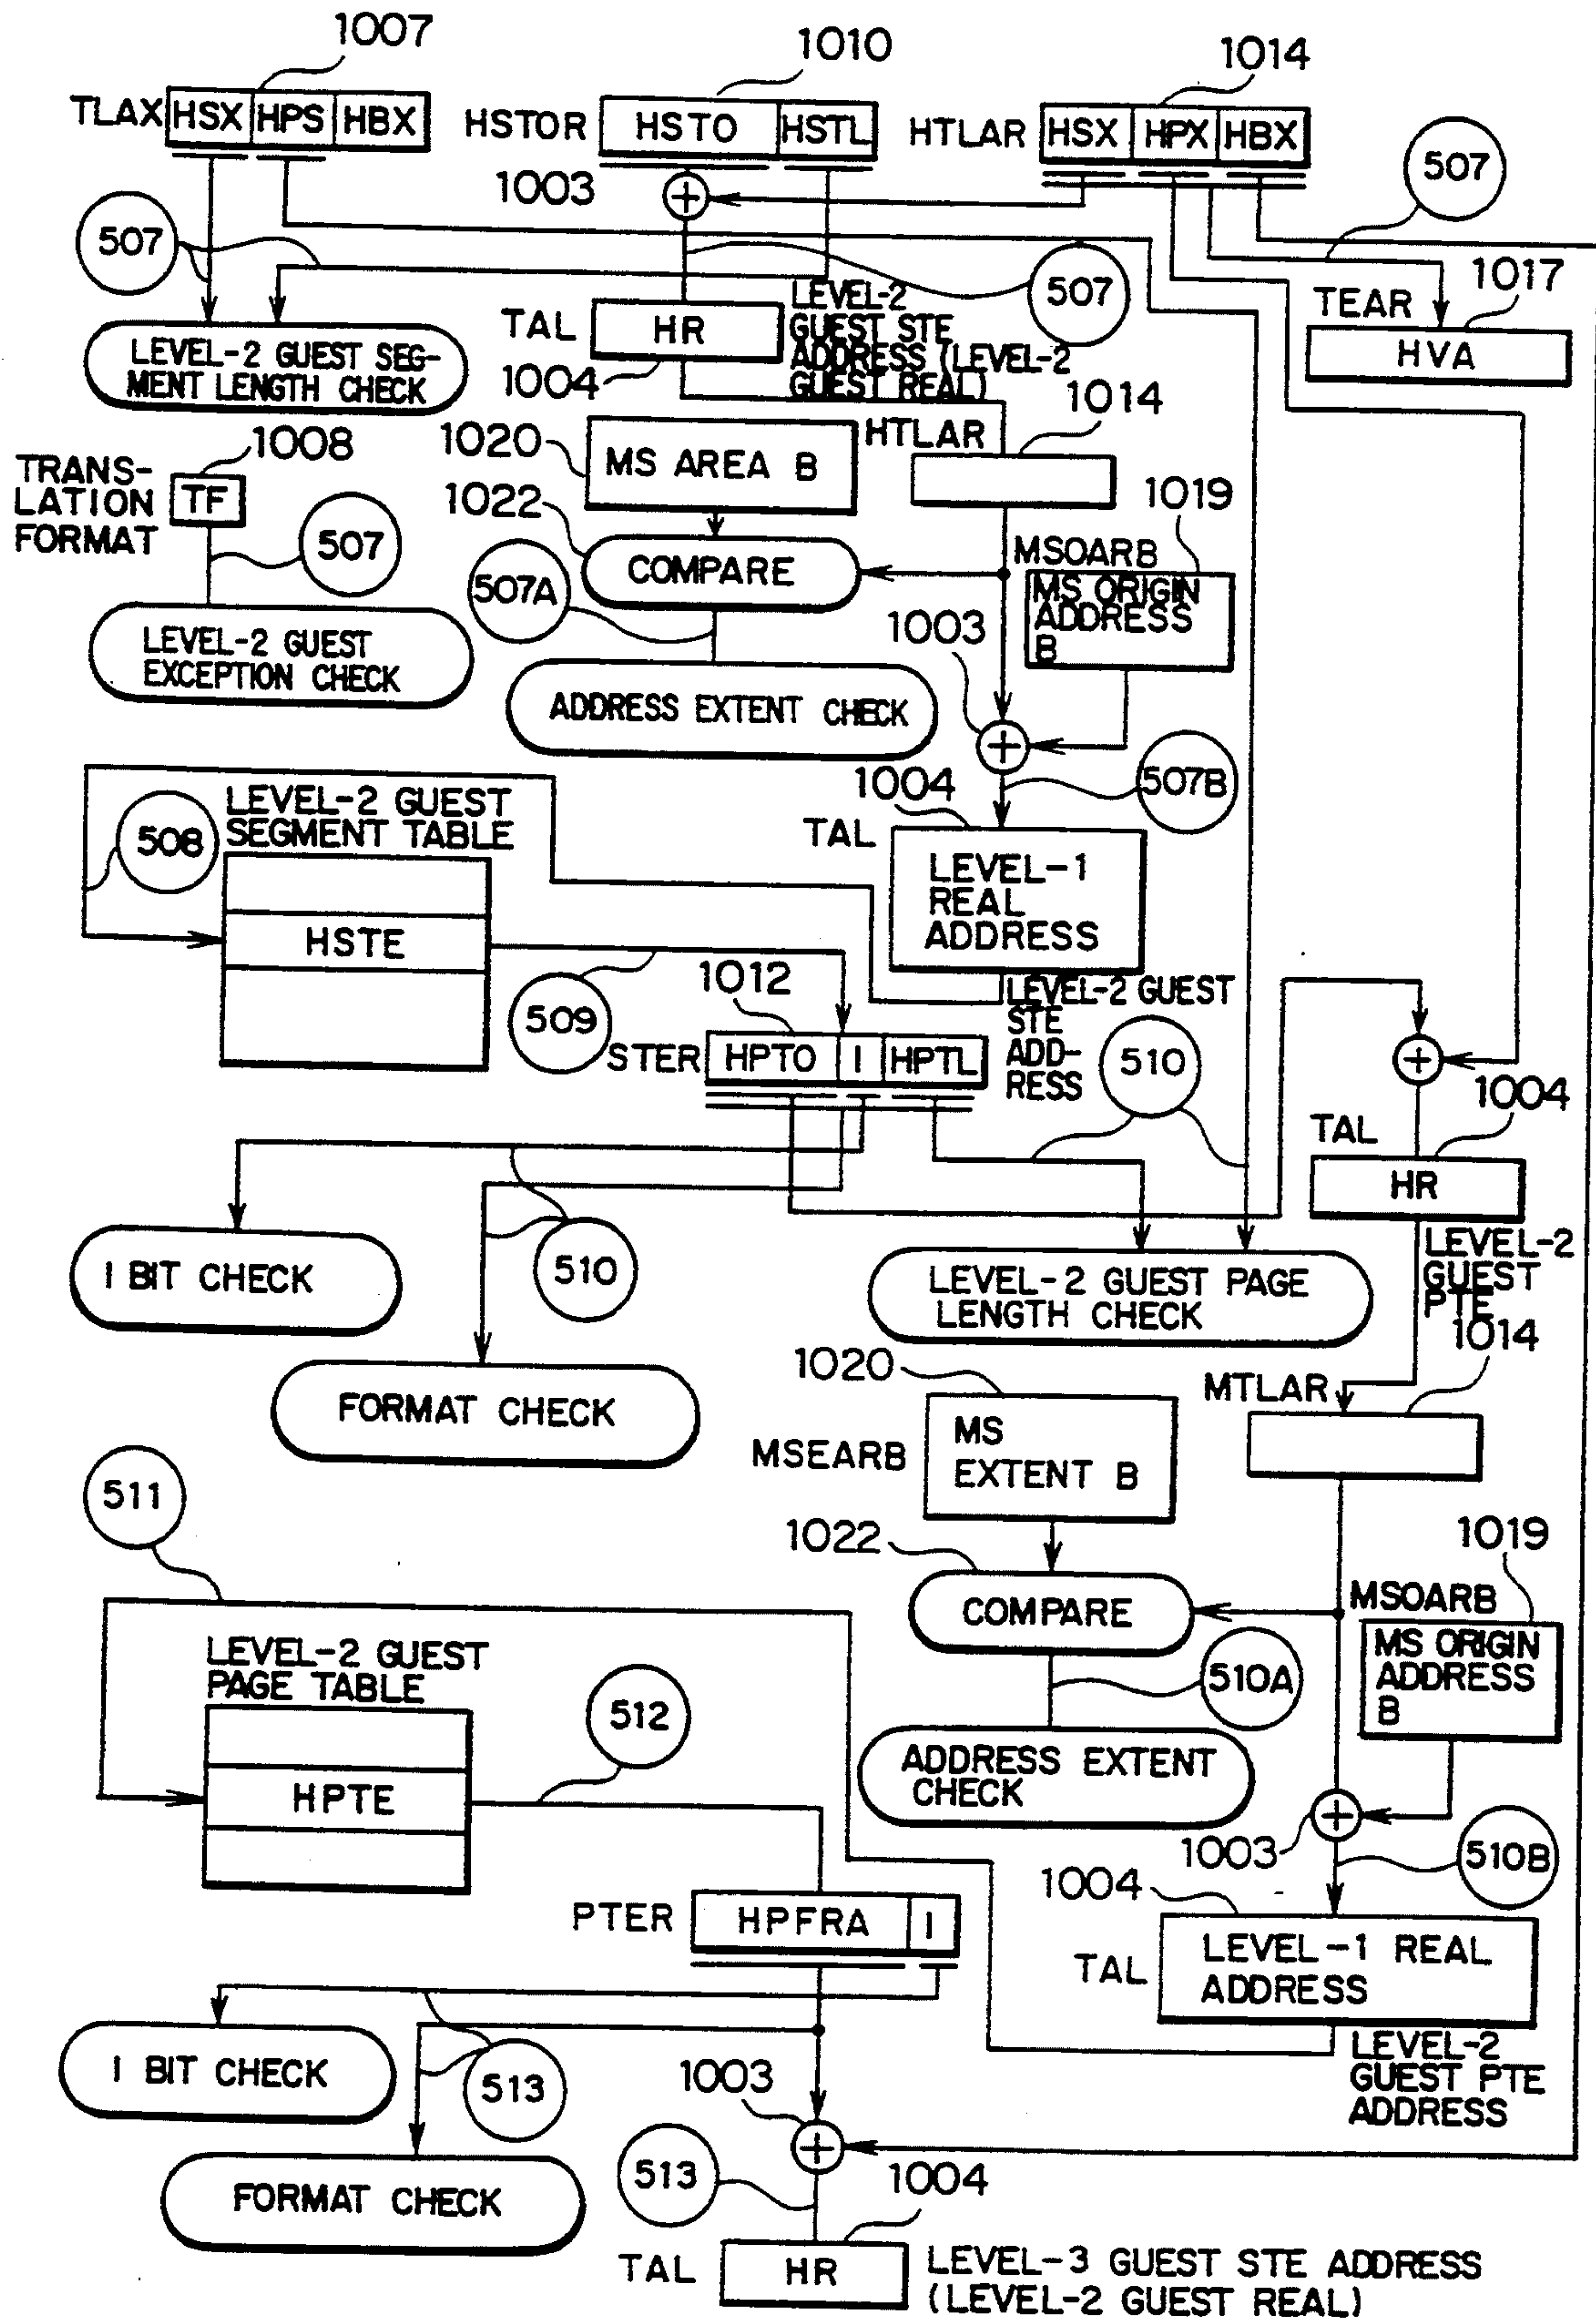 1007
1010
1014
TLAX HSX HPS HBX
HSTOR HSTO HSTL
HTLAR HSX HPX HBX
507
1003
507
507
1017
TEAR
HVA
TAL HR
1004
LEVEL-2
GUEST STE
ADDRESS (LEVEL-2
GUEST REAL)
LEVEL-2 GUEST SEG-
MENT LENGTH CHECK
1014
HTLAR
1020
MS AREA B
1008
TRANS-
LATION
FORMAT
TF
507
1022
COMPARE
507A
1019
MSOARB
MS ORIGIN
ADDRESS
B
1003
LEVEL-2 GUEST
EXCEPTION CHECK
ADDRESS EXTENT CHECK
507B
1004
TAL
LEVEL-1
REAL
ADDRESS
508
LEVEL-2 GUEST
SEGMENT TABLE
HSTE
509
1012
LEVEL-2 GUEST
STE
ADD-
RESS
STER HPTO I HPTL
510
1004
TAL
HR
LEVEL-2
GUEST
PTE
I BIT CHECK
510
LEVEL-2 GUEST PAGE
LENGTH CHECK
1014
FORMAT CHECK
1020
MTLAR
MSEARB
MS
EXTENT B
511
1022
COMPARE
1019
MSOARB
MS ORIGIN
ADDRESS
B
LEVEL-2 GUEST
PAGE TABLE
HPTE
512
510A
ADDRESS EXTENT
CHECK
1003
510B
1004
PTER HPFRA I
TAL
LEVEL-1 REAL
ADDRESS
LEVEL-2
GUEST PTE
ADDRESS
I BIT CHECK
513
1003
FORMAT CHECK
513
1004
TAL HR
LEVEL-3 GUEST STE ADDRESS
(LEVEL-2 GUEST REAL)